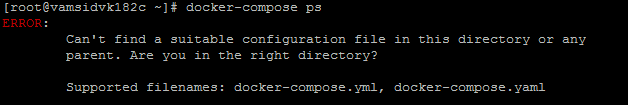 [root@vamsidvk182c ~]# docker-compose ps
ERROR:
Can't find a suitable configuration file in this directory or any
parent. Are you in the right directory?
Supported filenames: docker-compose.yml, docker-compose.yaml